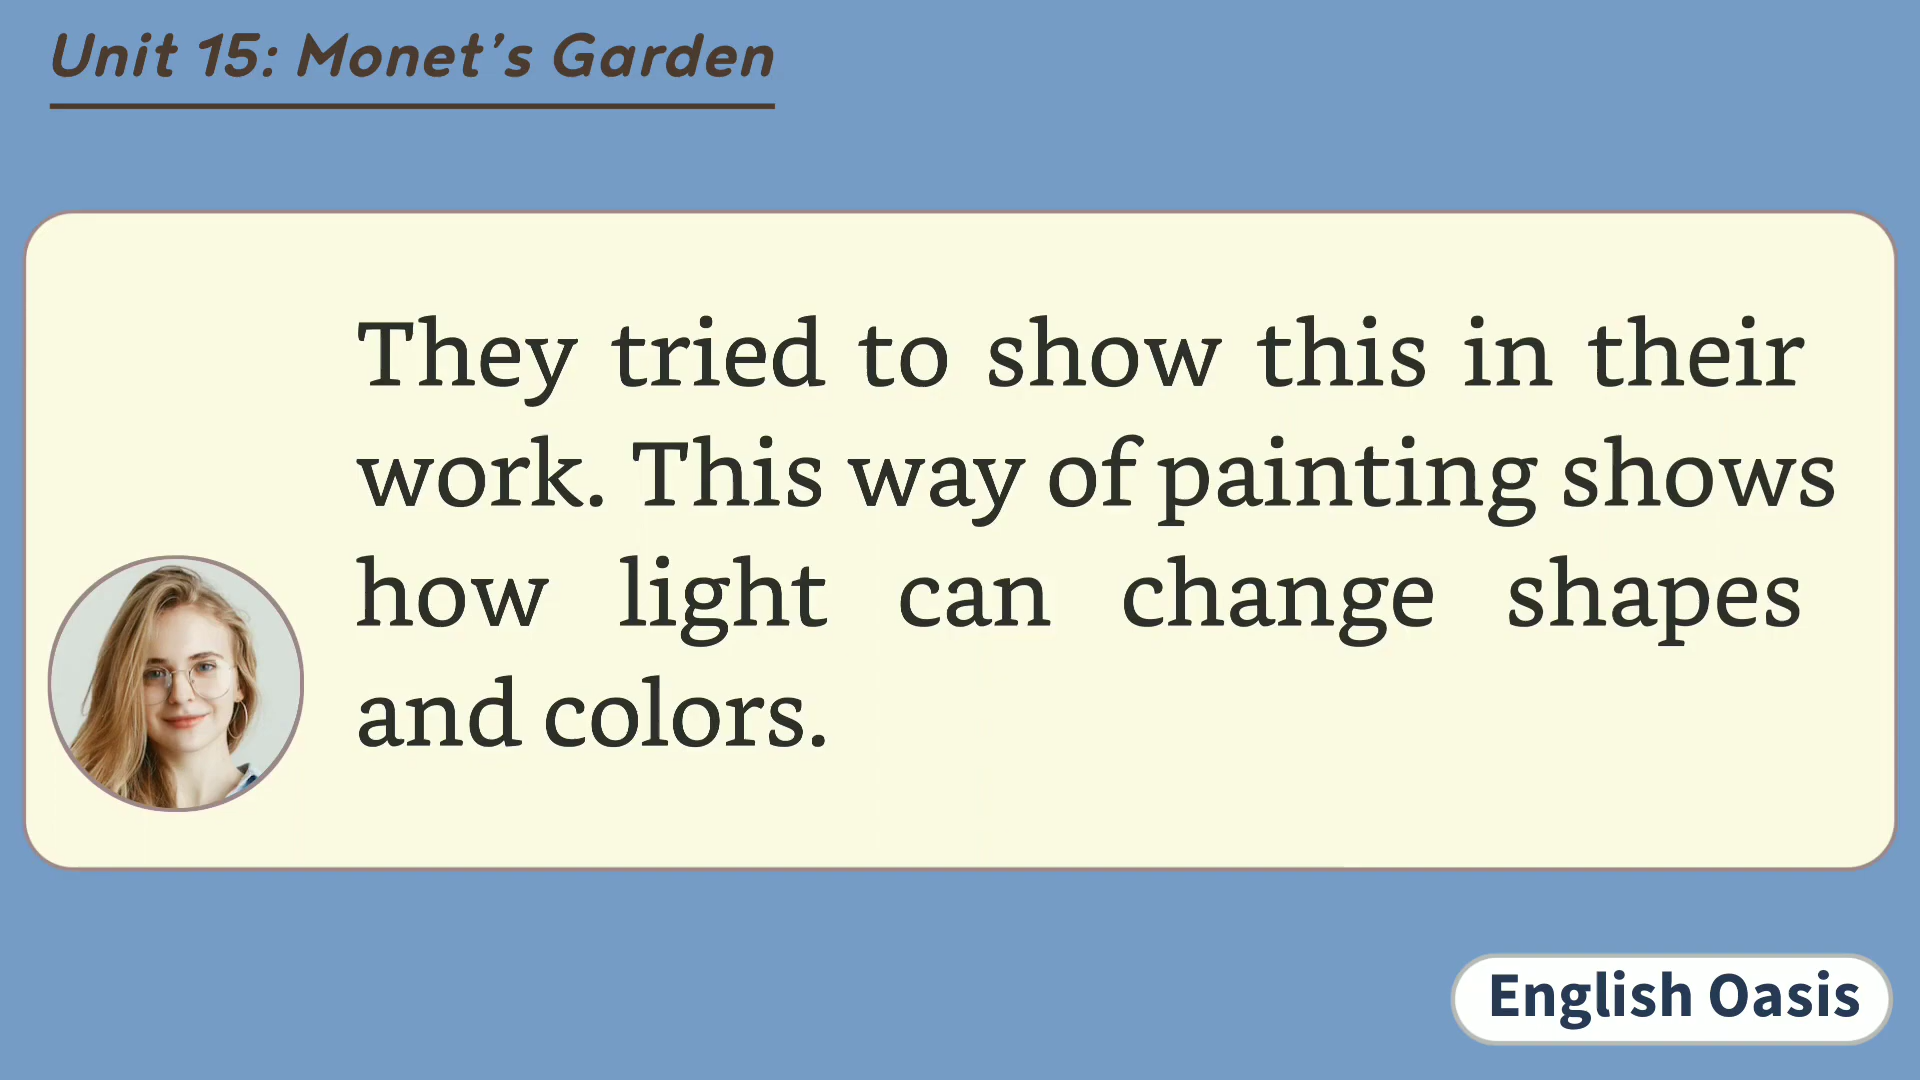 Unit 15: Monet’s Garden
They tried to show this in their
work. This way of painting shows
how light can change shapes
and colors.
English Oasis